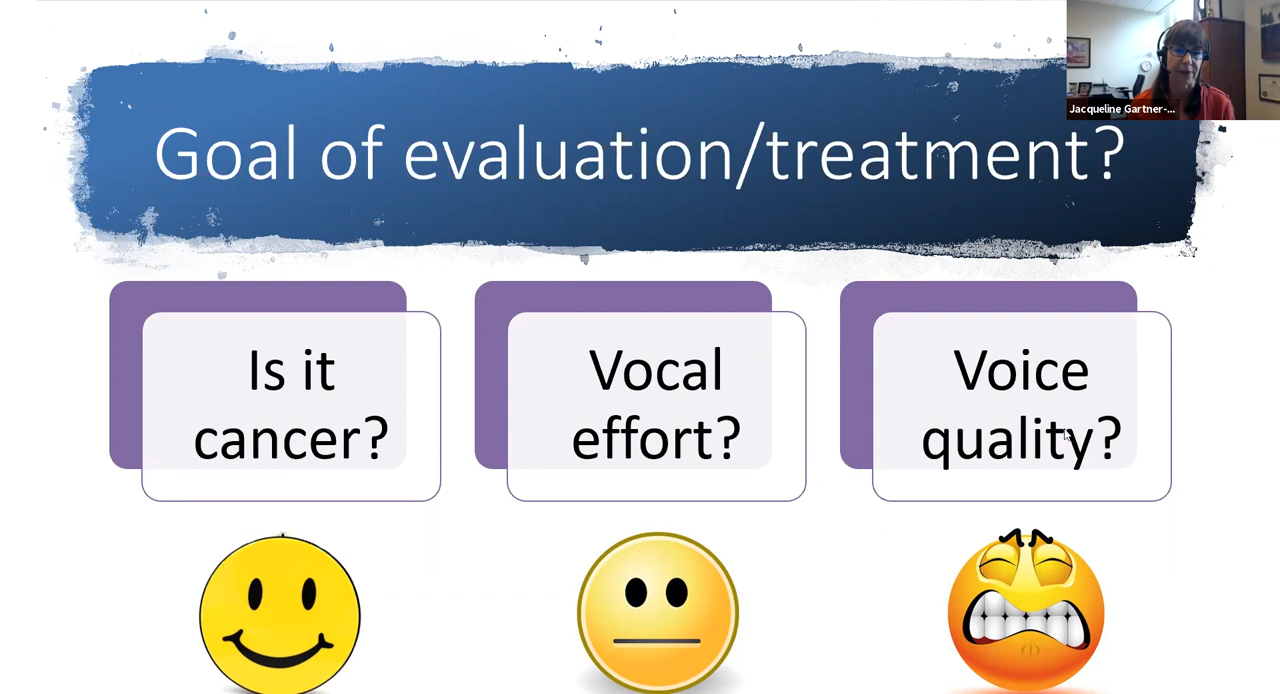 Jacqueline Gartner-...
Goal of evaluation/treatment?
Is it
cancer?
Vocal
effort?
Voice
quality?